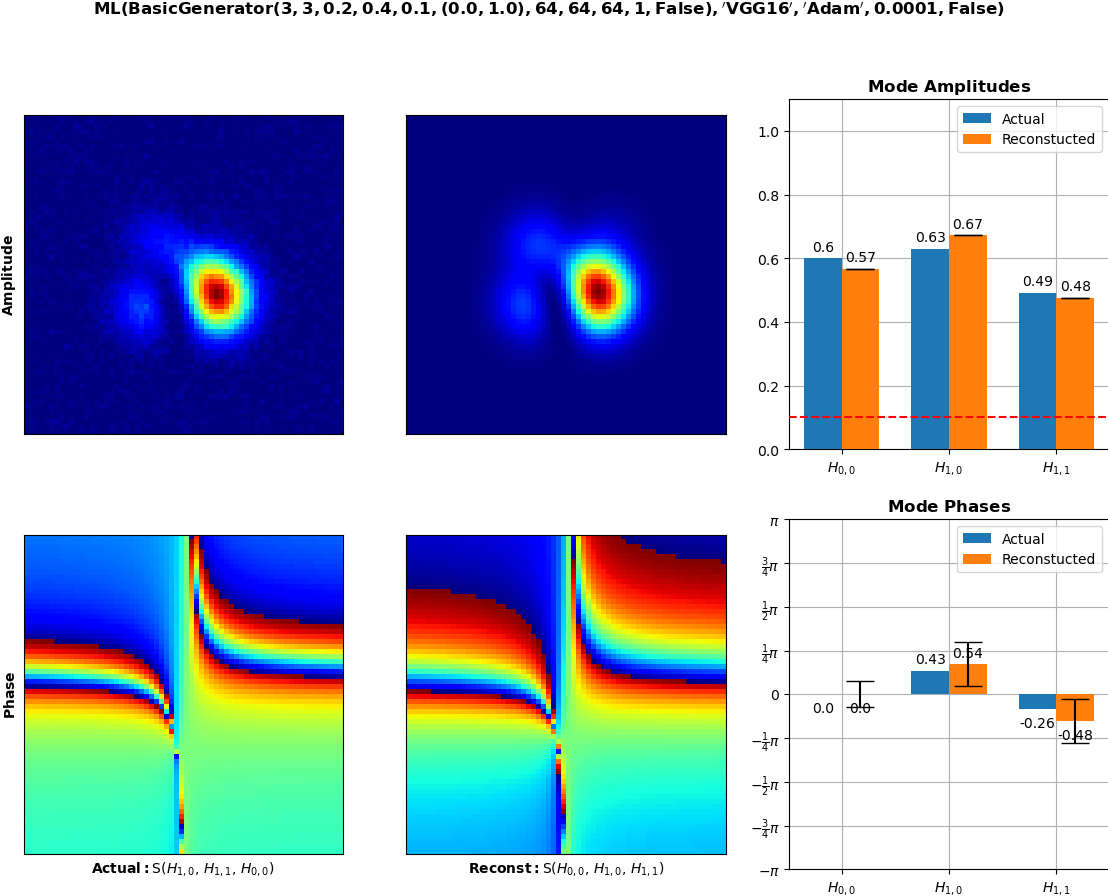 ML(BasicGenerator(3, 3, 0.2, 0.4, 0.1, (0.0, 1.0), 64, 64, 64, 1, False), 'VGG16', 'Adam', 0.0001, False)
Amplitude
Mode Amplitudes
Actual
Reconstucted
1.0
0.8
0.6
0.4
0.2
0.0
0.6
0.57
0.63
0.67
0.49
0.48
H0,0
H1,0
H1,1
Phase
Actual: S(H1,0, H1,1, H0,0)
Reconst: S(H0,0, H1,0, H1,1)
Mode Phases
Actual
Reconstucted
π
3/4π
1/2π
1/4π
0
−1/4π
−1/2π
−3/4π
−π
0.0
0.0
0.43
0.54
-0.26
-0.48
H0,0
H1,0
H1,1